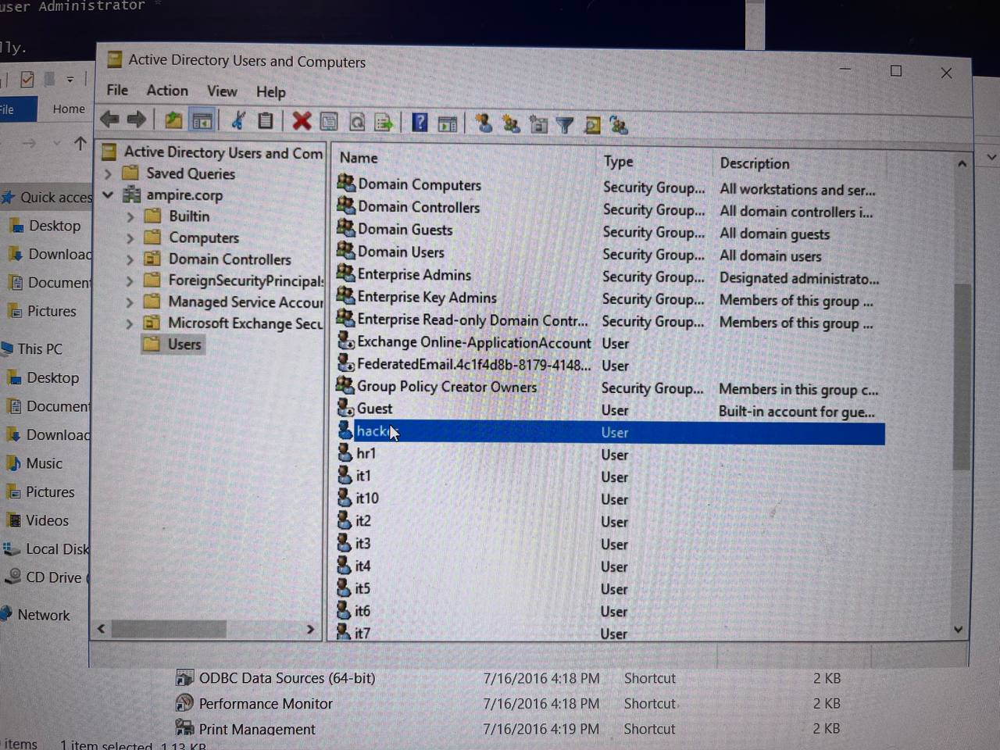 user Administrator "
lly.
Active Directory Users and Computers
File Action View Help
File Home
Active Directory Users and Com
Saved Queries
ampire.corp
Builtin
Computers
Domain Controllers
ForeignSecurityPrincipals
Managed Service Accour
Microsoft Exchange Secu
Users
Name Type Description
Domain Computers Security Group... All workstations and ser...
Domain Controllers Security Group... All domain controllers i...
Domain Guests Security Group... All domain guests
Domain Users Security Group... All domain users
Enterprise Admins Security Group... Designated administrato...
Enterprise Key Admins Security Group... Members of this group ...
Enterprise Read-only Domain Contr... Security Group... Members of this group ...
Exchange Online-ApplicationAccount User
FederatedEmail.4c1f4d8b-8179-4148... User
Group Policy Creator Owners Security Group... Members in this group c...
Guest User Built-in account for gue...
User
hr1 User
it1 User
it10 User
it2 User
it3 User
it4 User
it5 User
it6 User
it7 User
Quick acces
Desktop
Downloac
Document
Pictures
This PC
Desktop
Document
Downloac
Music
Pictures
Videos
Local Disk
CD Drive (
Network
ODBC Data Sources (64-bit) 7/16/2016 4:18 PM Shortcut 2 KB
Performance Monitor 7/16/2016 4:18 PM Shortcut 2 KB
Print Management 7/16/2016 4:19 PM Shortcut 2 KB
items 1 item selected 1.13 KB